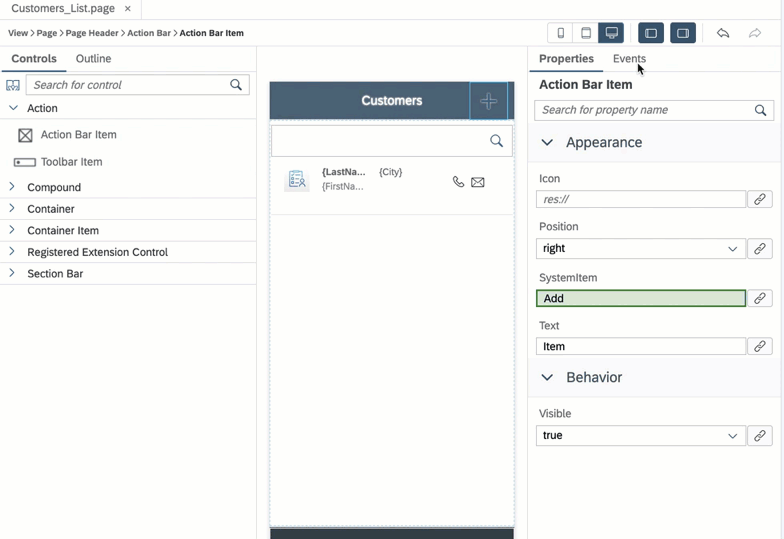 Customers_List.page ×
View > Page > Page Header > Action Bar > Action Bar Item
Controls Outline
Search for control
Action
Action Bar Item
Toolbar Item
Compound
Container
Container Item
Registered Extension Control
Section Bar
Customers
{LastNa... {City}
{FirstNa...
Properties Events
Action Bar Item
Search for property name
Appearance
Icon
res://
Position
right
SystemItem
Add
Text
Item
Behavior
Visible
true